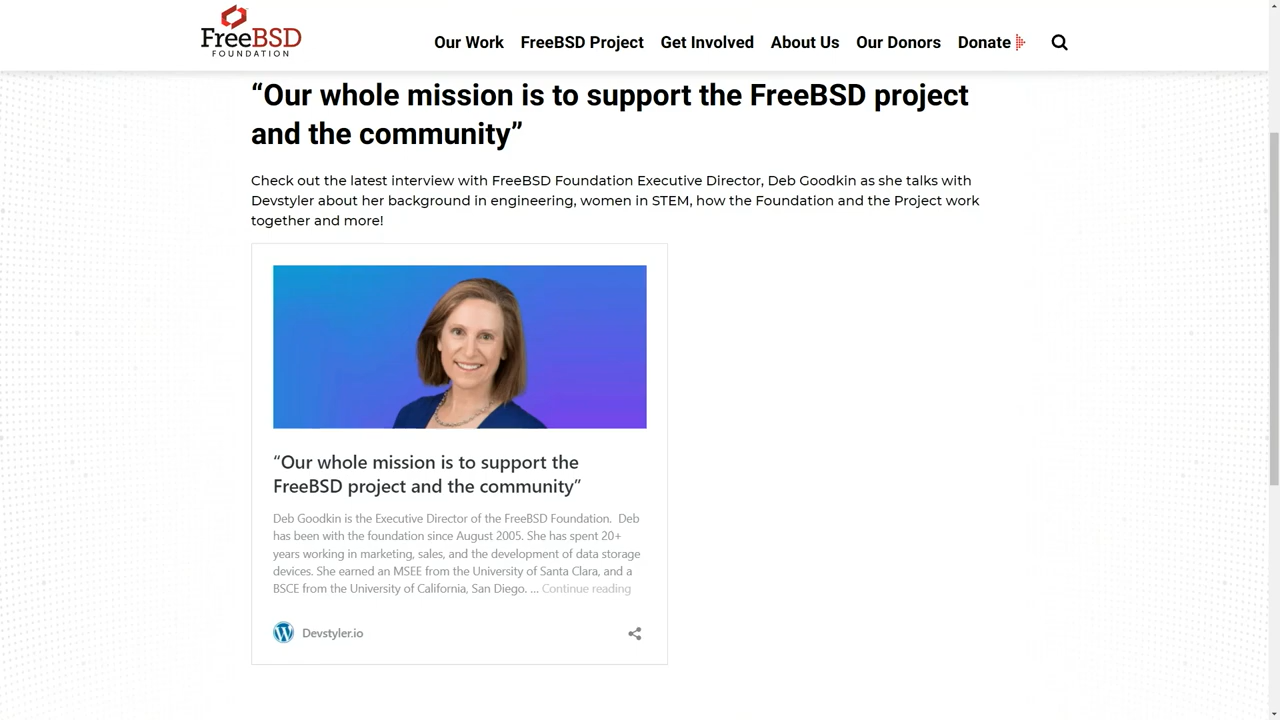 FreeBSD
FOUNDATION
Our Work FreeBSD Project Get Involved About Us Our Donors Donate
“Our whole mission is to support the FreeBSD project
and the community”
Check out the latest interview with FreeBSD Foundation Executive Director, Deb Goodkin as she talks with
Devstyler about her background in engineering, women in STEM, how the Foundation and the Project work
together and more!
“Our whole mission is to support the
FreeBSD project and the community”
Deb Goodkin is the Executive Director of the FreeBSD Foundation. Deb
has been with the foundation since August 2005. She has spent 20+
years working in marketing, sales, and the development of data storage
devices. She earned an MSEE from the University of Santa Clara, and a
BSCE from the University of California, San Diego. ... Continue reading
Devstyler.io